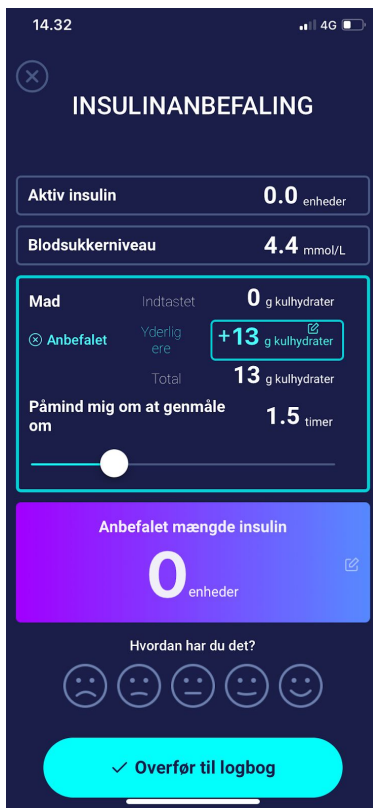 14.32
4G
INSULINANBEFALING
Aktiv insulin 0.0 enheder
Blodsukkerniveau 4.4 mmol/L
Mad Indtastet 0 g kulhydrater
Anbefalet Yderlig
ere +13 g kulhydrater
Total 13 g kulhydrater
Påmind mig om at genmåle
om 1.5 timer
Anbefalet mængde insulin
0 enheder
Hvordan har du det?
Overfør til logbog